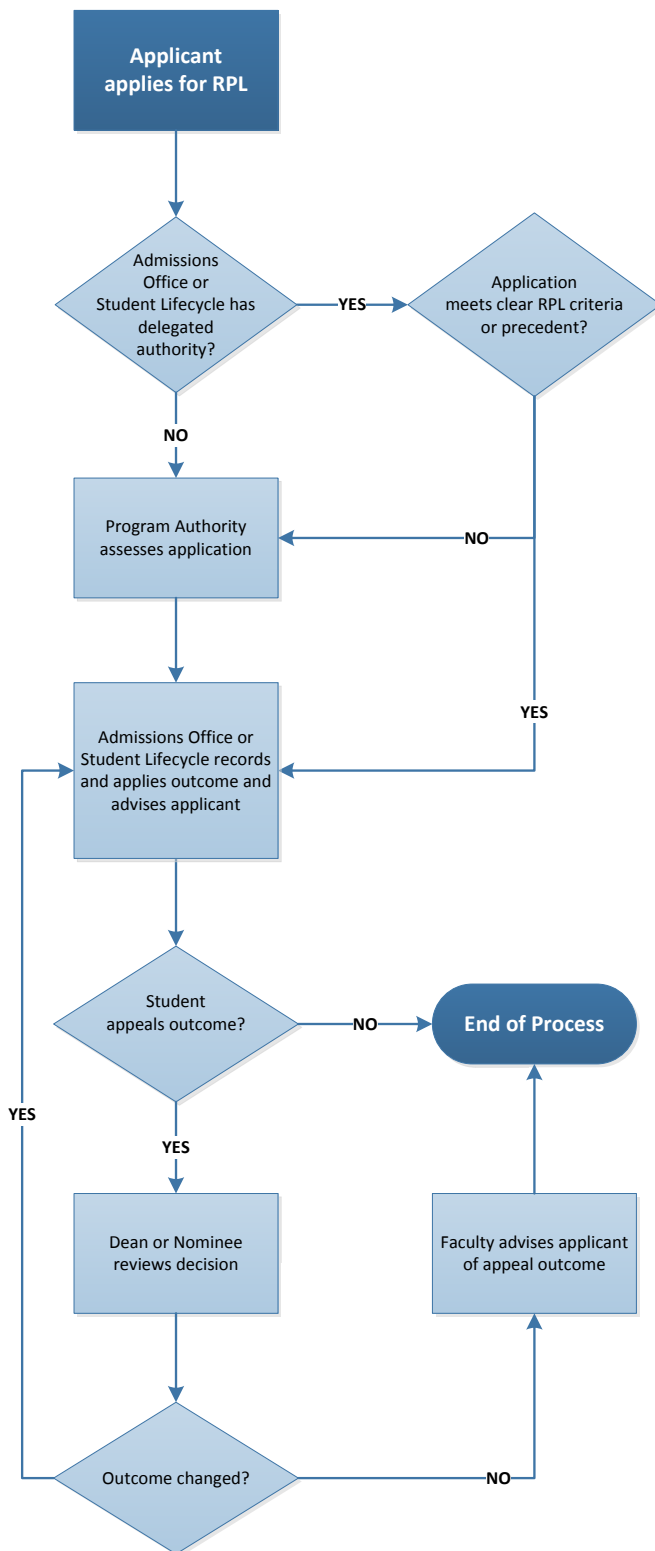 Applicant
applies for RPL
Admissions
Office or
Student Lifecycle has
delegated
authority?
YES
Application
meets clear RPL criteria
or precedent?
NO
Program Authority
assesses application
NO
YES
Admissions Office or
Student Lifecycle records
and applies outcome and
advises applicant
Student
appeals outcome?
NO
End of Process
YES
YES
Dean or Nominee
reviews decision
Faculty advises applicant
of appeal outcome
Outcome changed?
NO